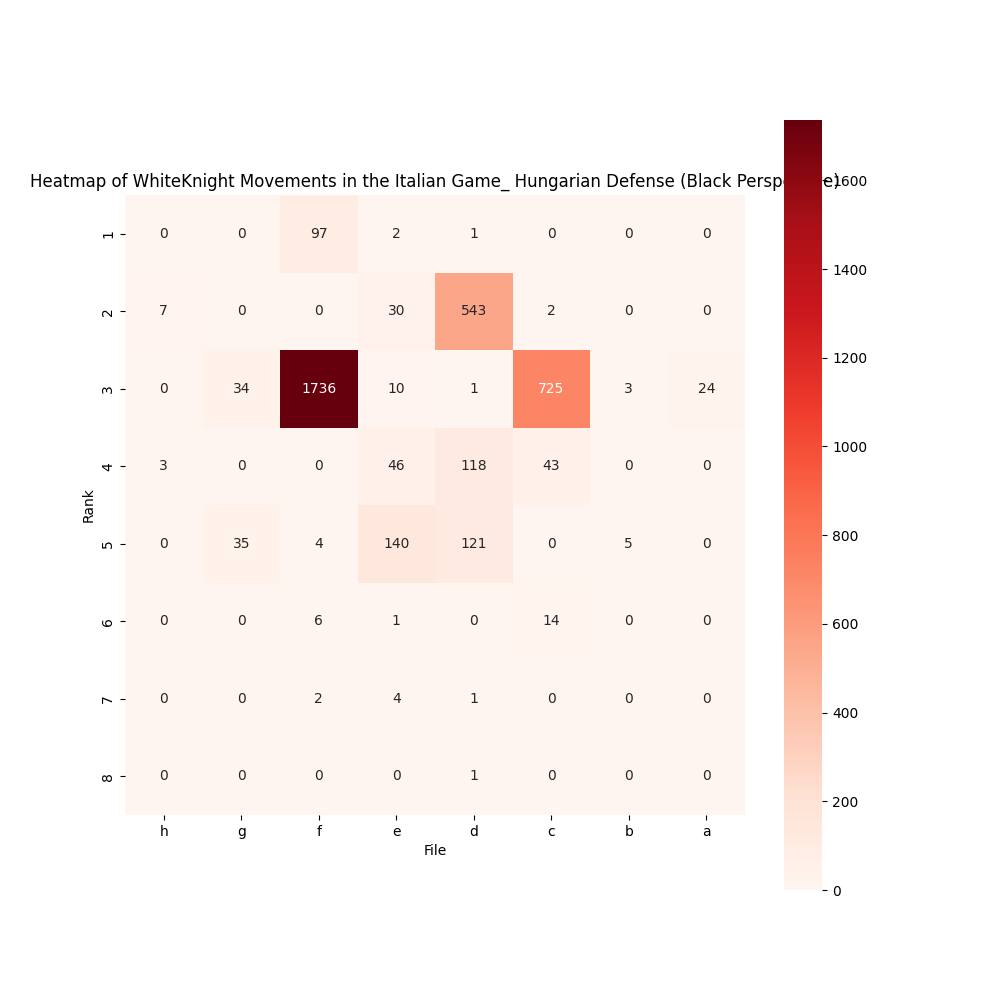 Heatmap of WhiteKnight Movements in the Italian Game_ Hungarian Defense (Black
1600
1 0 0 97 2 1 0 0 0
1400
2 7 0 0 30 543 2 0 0
1200
3 0 34 1736 10 1 725 3 24
1000
4 3 0 0 46 118 43 0 0
Rank
800
5 0 35 4 140 121 0 5 0
600
6 0 0 6 1 0 14 0 0
400
7 0 0 2 4 1 0 0 0
200
8 0 0 0 0 1 0 0 0
h g f e d c b a
File
0